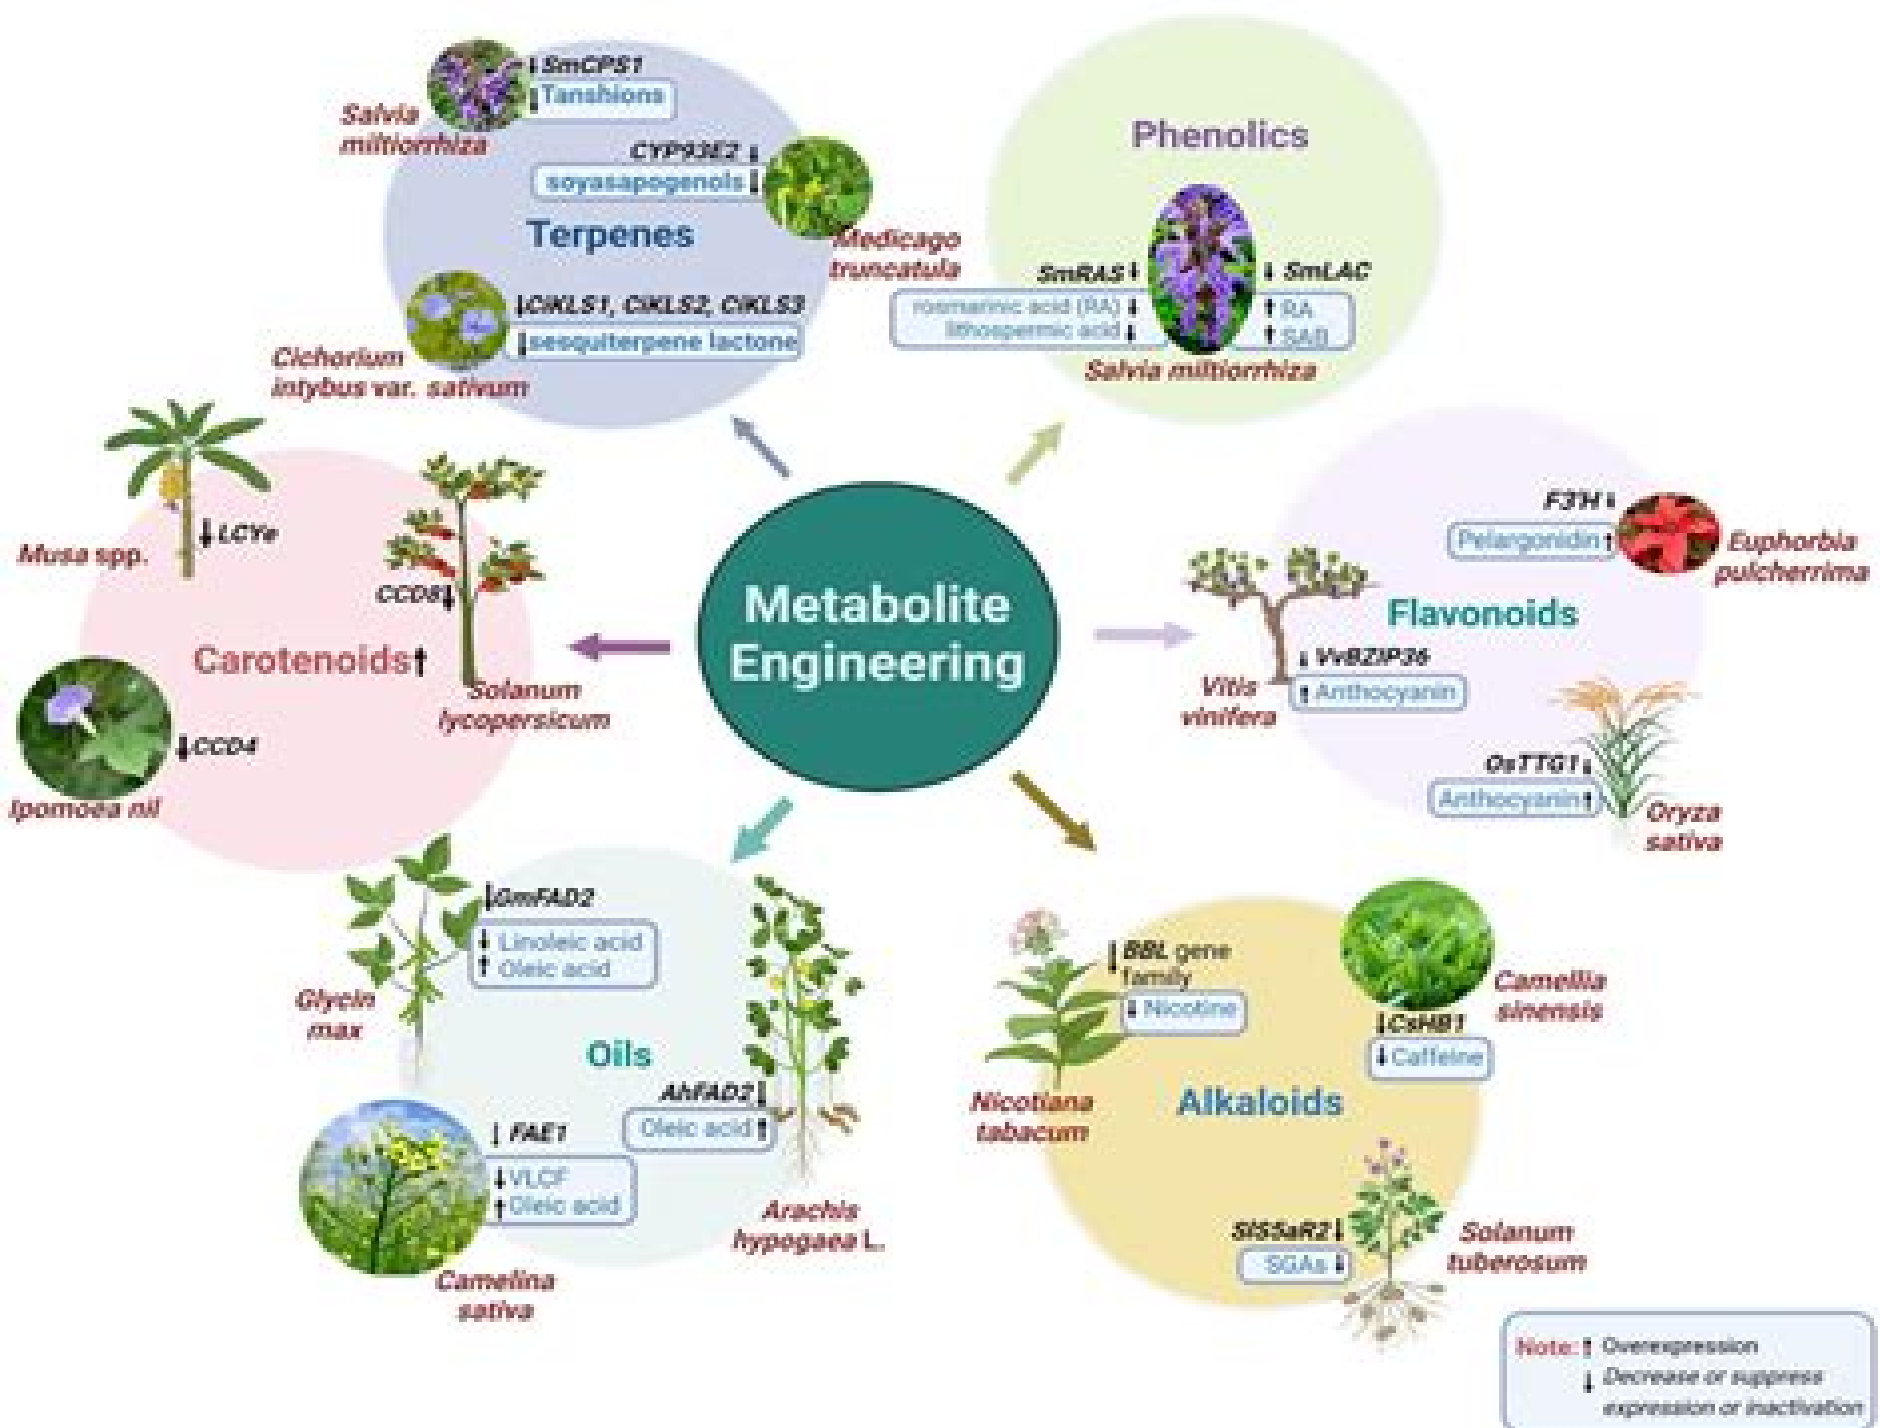 ↓SmCPS1
↓Tanshions
Salvia
miltiorrhiza
CYP93E2 ↓
soyasapogenols↓
Terpenes
Medicago
truncatula
↓CiKLS1, CiKLS2, CiKLS3
↓sesquiterpene lactone
Cichorium
intybus var. sativum
Phenolics
SmRAS↓
rosmarinic acid (RA) ↓
lithospermic acid ↓
↓ SmLAC
↑ RA
↑ SAB
Salvia miltiorrhiza
Musa spp.
↓LCYe
CCD8↓
Carotenoids↑
Solanum
lycopersicum
↓CCD4
Ipomoea nil
Metabolite
Engineering
F3'H↓
Pelargonidin↑
Euphorbia
pulcherrima
Flavonoids
↓ VvBZIP36
↑ Anthocyanin
Vitis
vinifera
OsTTG1↓
Anthocyanin↑
Oryza
sativa
↓GmFAD2
↓ Linoleic acid
↑ Oleic acid
Glycin
max
Oils
AhFAD2↓
Oleic acid↑
Arachis
hypogaea L.
↓ FAE1
↓VLCF
↑Oleic acid
Camelina
sativa
↓BBL gene
family
↓ Nicotine
Nicotiana
tabacum
Camellia
sinensis
↓CsHB1
↓Caffeine
Alkaloids
SlS5aR2↓
SGAs ↓
Solanum
tuberosum
Note: ↑ Overexpression
↓ Decrease or suppress
expression or inactivation